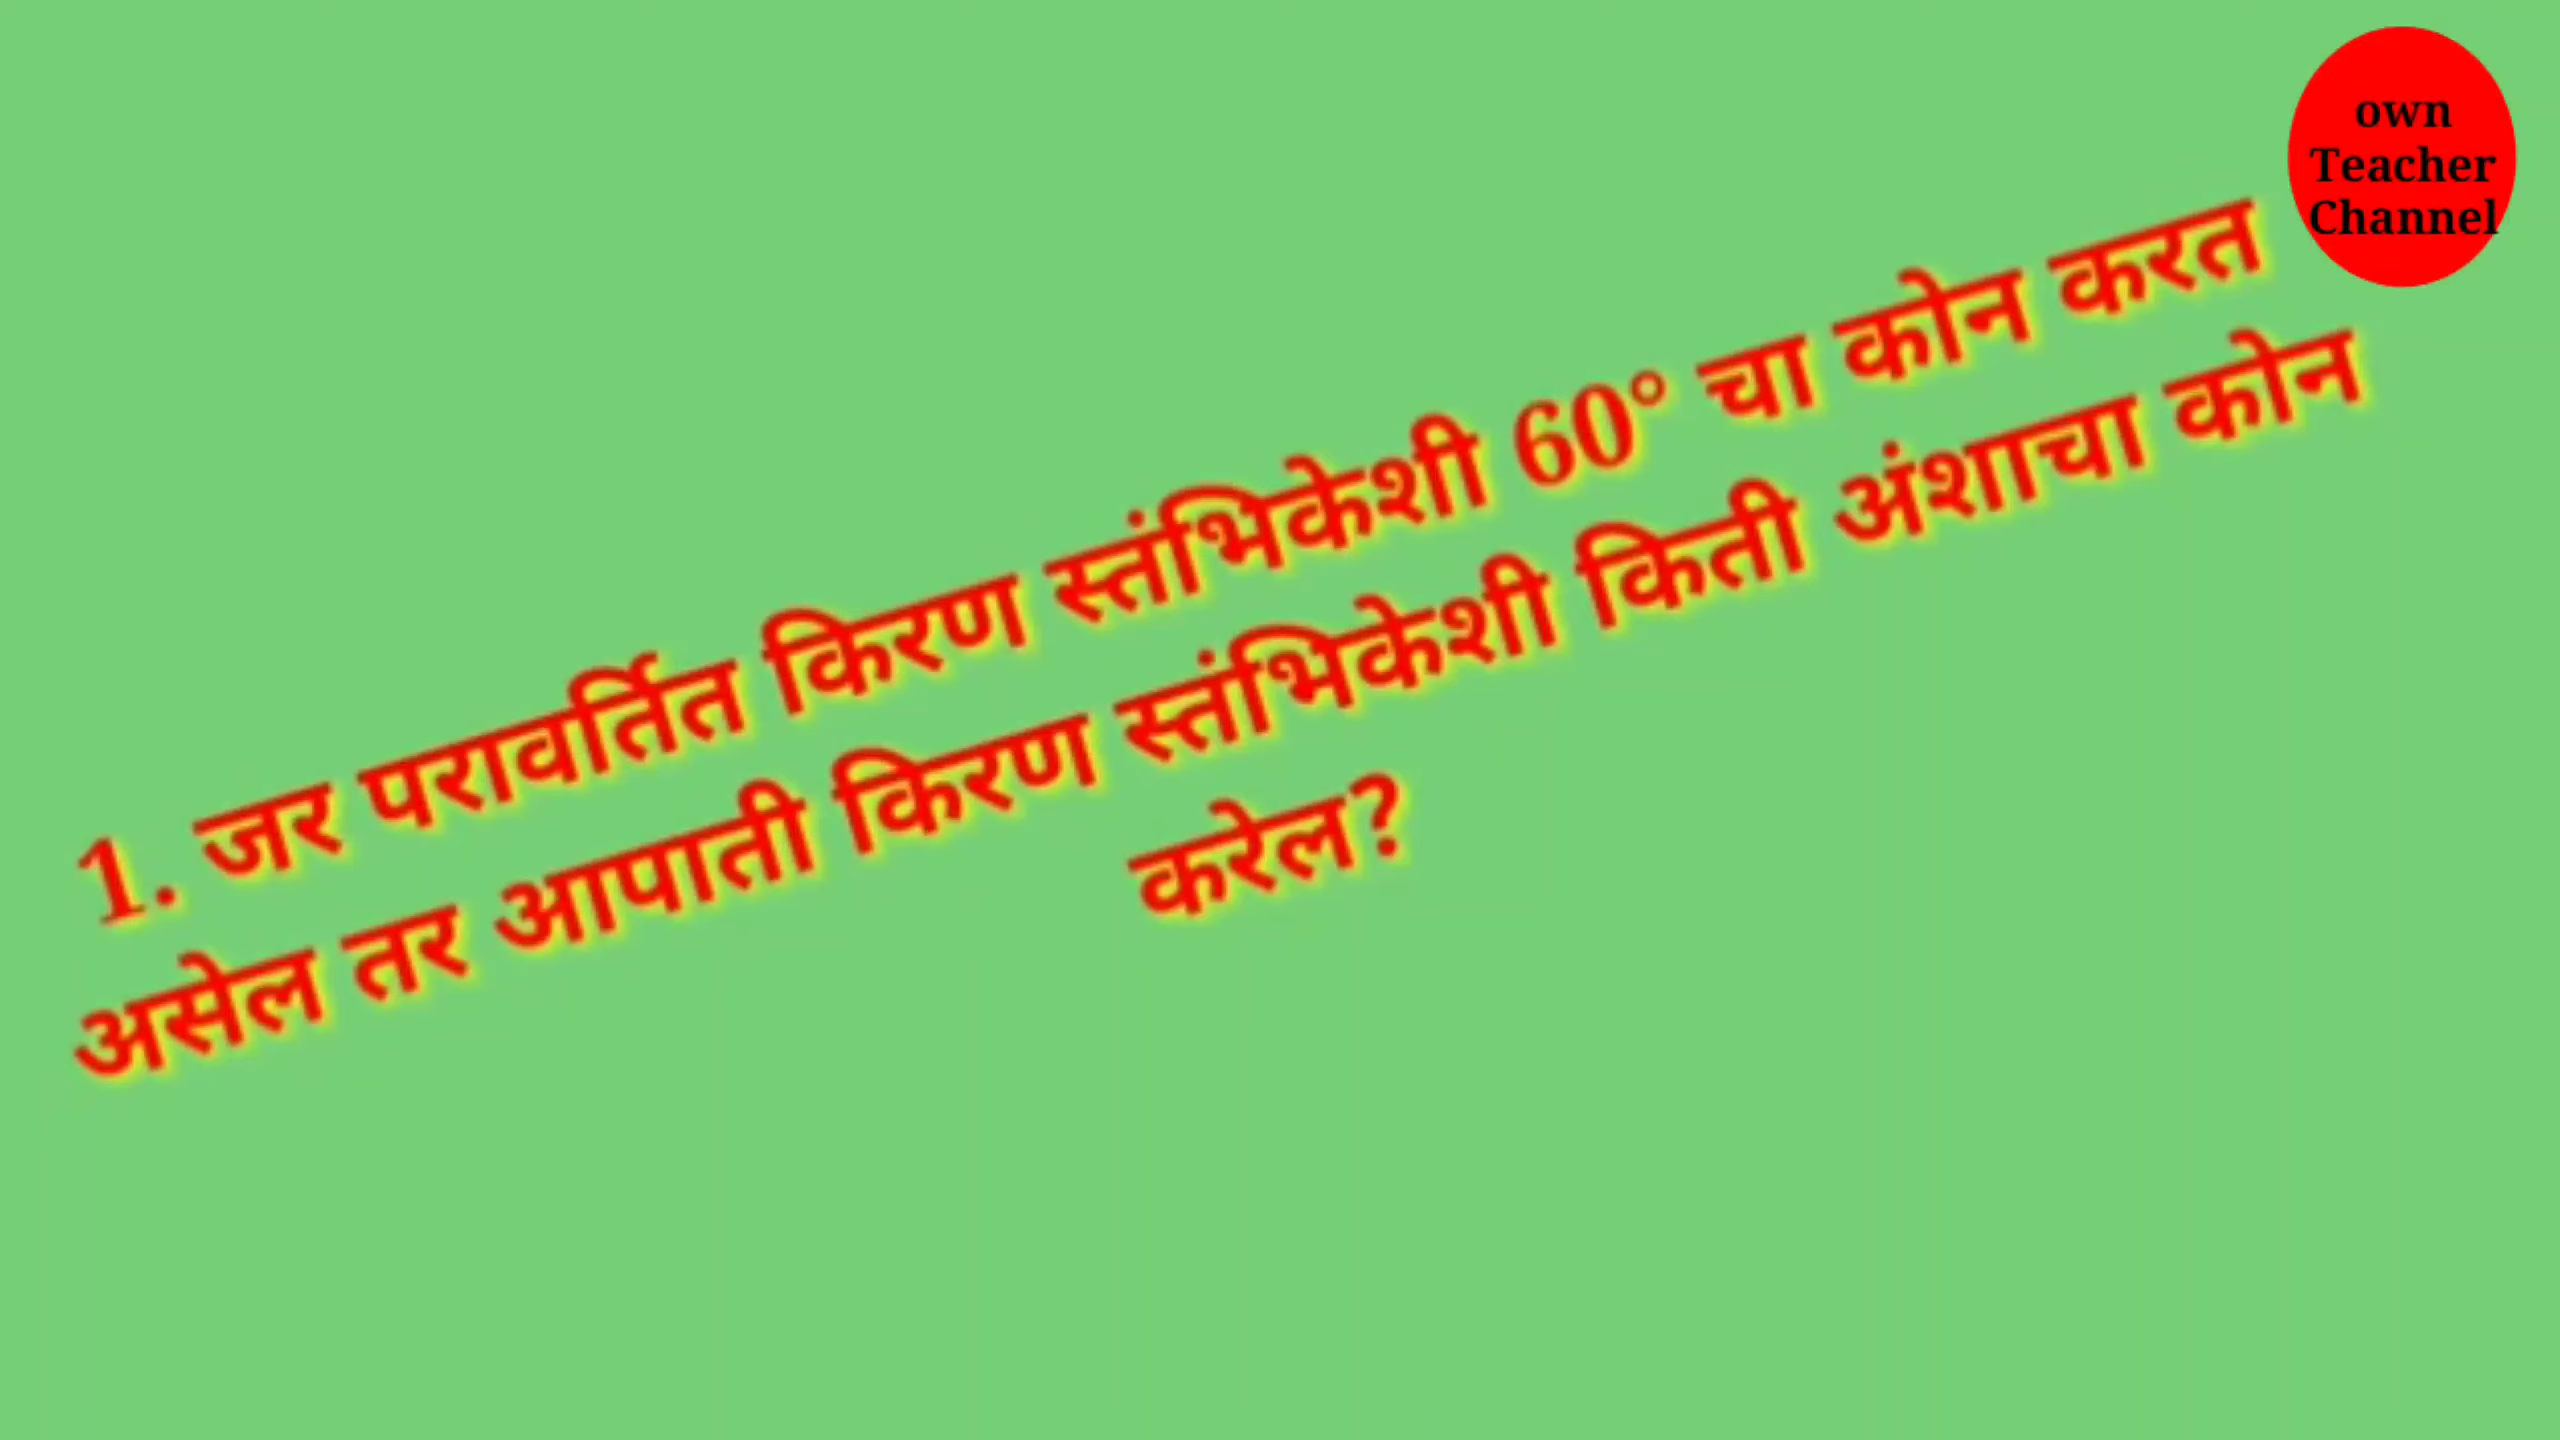 own
Teacher
Channel
1. जर परावर्तित किरण स्तंभिकेशी 60° चा कोन करत
असेल तर आपाती किरण स्तंभिकेशी किती अंशाचा कोन
करेल?